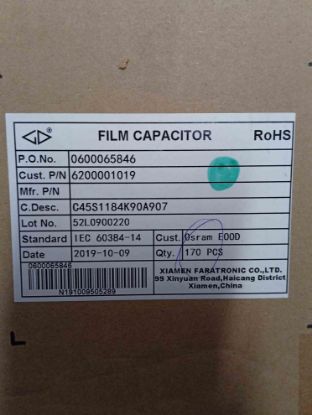 FILM CAPACITOR RoHS
P.O.No. 0600065846
Cust. P/N 6200001019
Mfr. P/N
C.Desc. C45S1184K90A907
Lot No. 52L0900220
Standard IEC 60384-14 Cust. Osram EOOD
Date 2019-10-09 Qty. 170 PCS
0600065846
XIAMEN FARATRONIC CO.,LTD.
99 Xinyuan Road,Haicang District
Xiamen,China
N191009505289